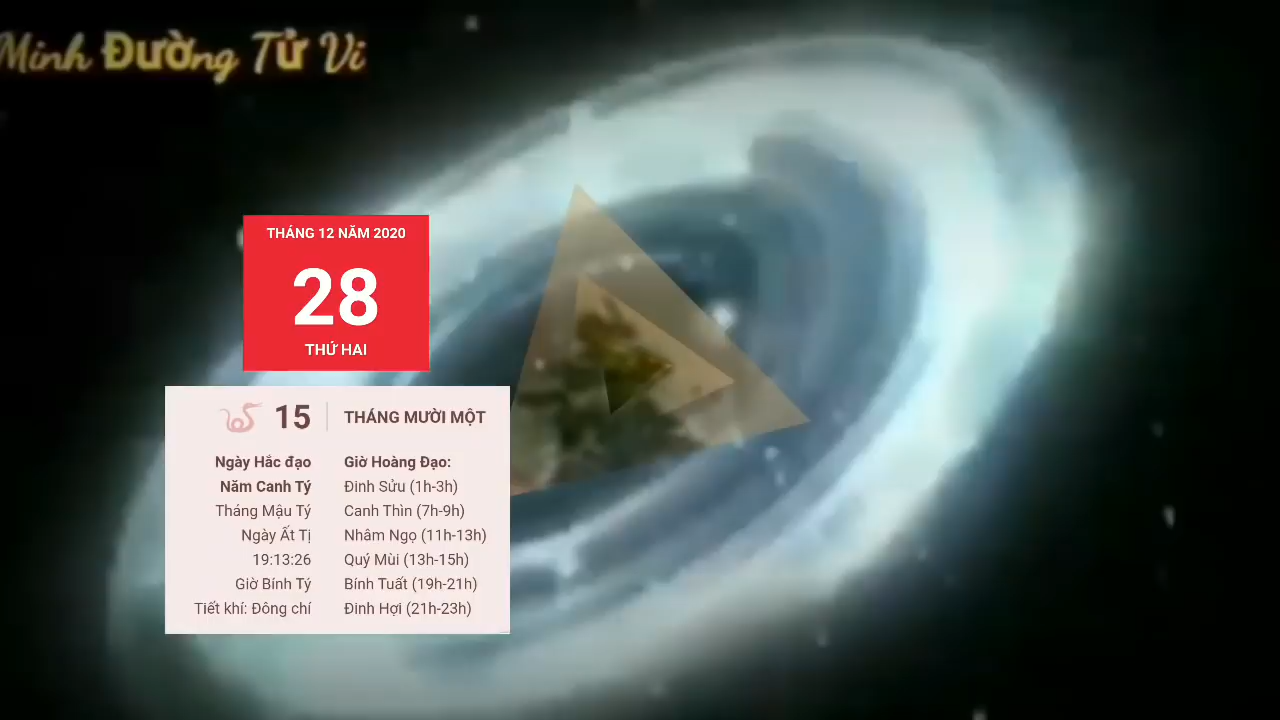 Minh Đường Tử Vi
THÁNG 12 NĂM 2020
28
THỨ HAI
15
THÁNG MƯỜI MỘT
Ngày Hắc đạo
Năm Canh Tý
Tháng Mậu Tý
Ngày Ất Tị
19:13:26
Giờ Bính Tý
Tiết khí: Đông chí
Giờ Hoàng Đạo:
Đinh Sửu (1h-3h)
Canh Thìn (7h-9h)
Nhâm Ngọ (11h-13h)
Quý Mùi (13h-15h)
Bính Tuất (19h-21h)
Đinh Hợi (21h-23h)